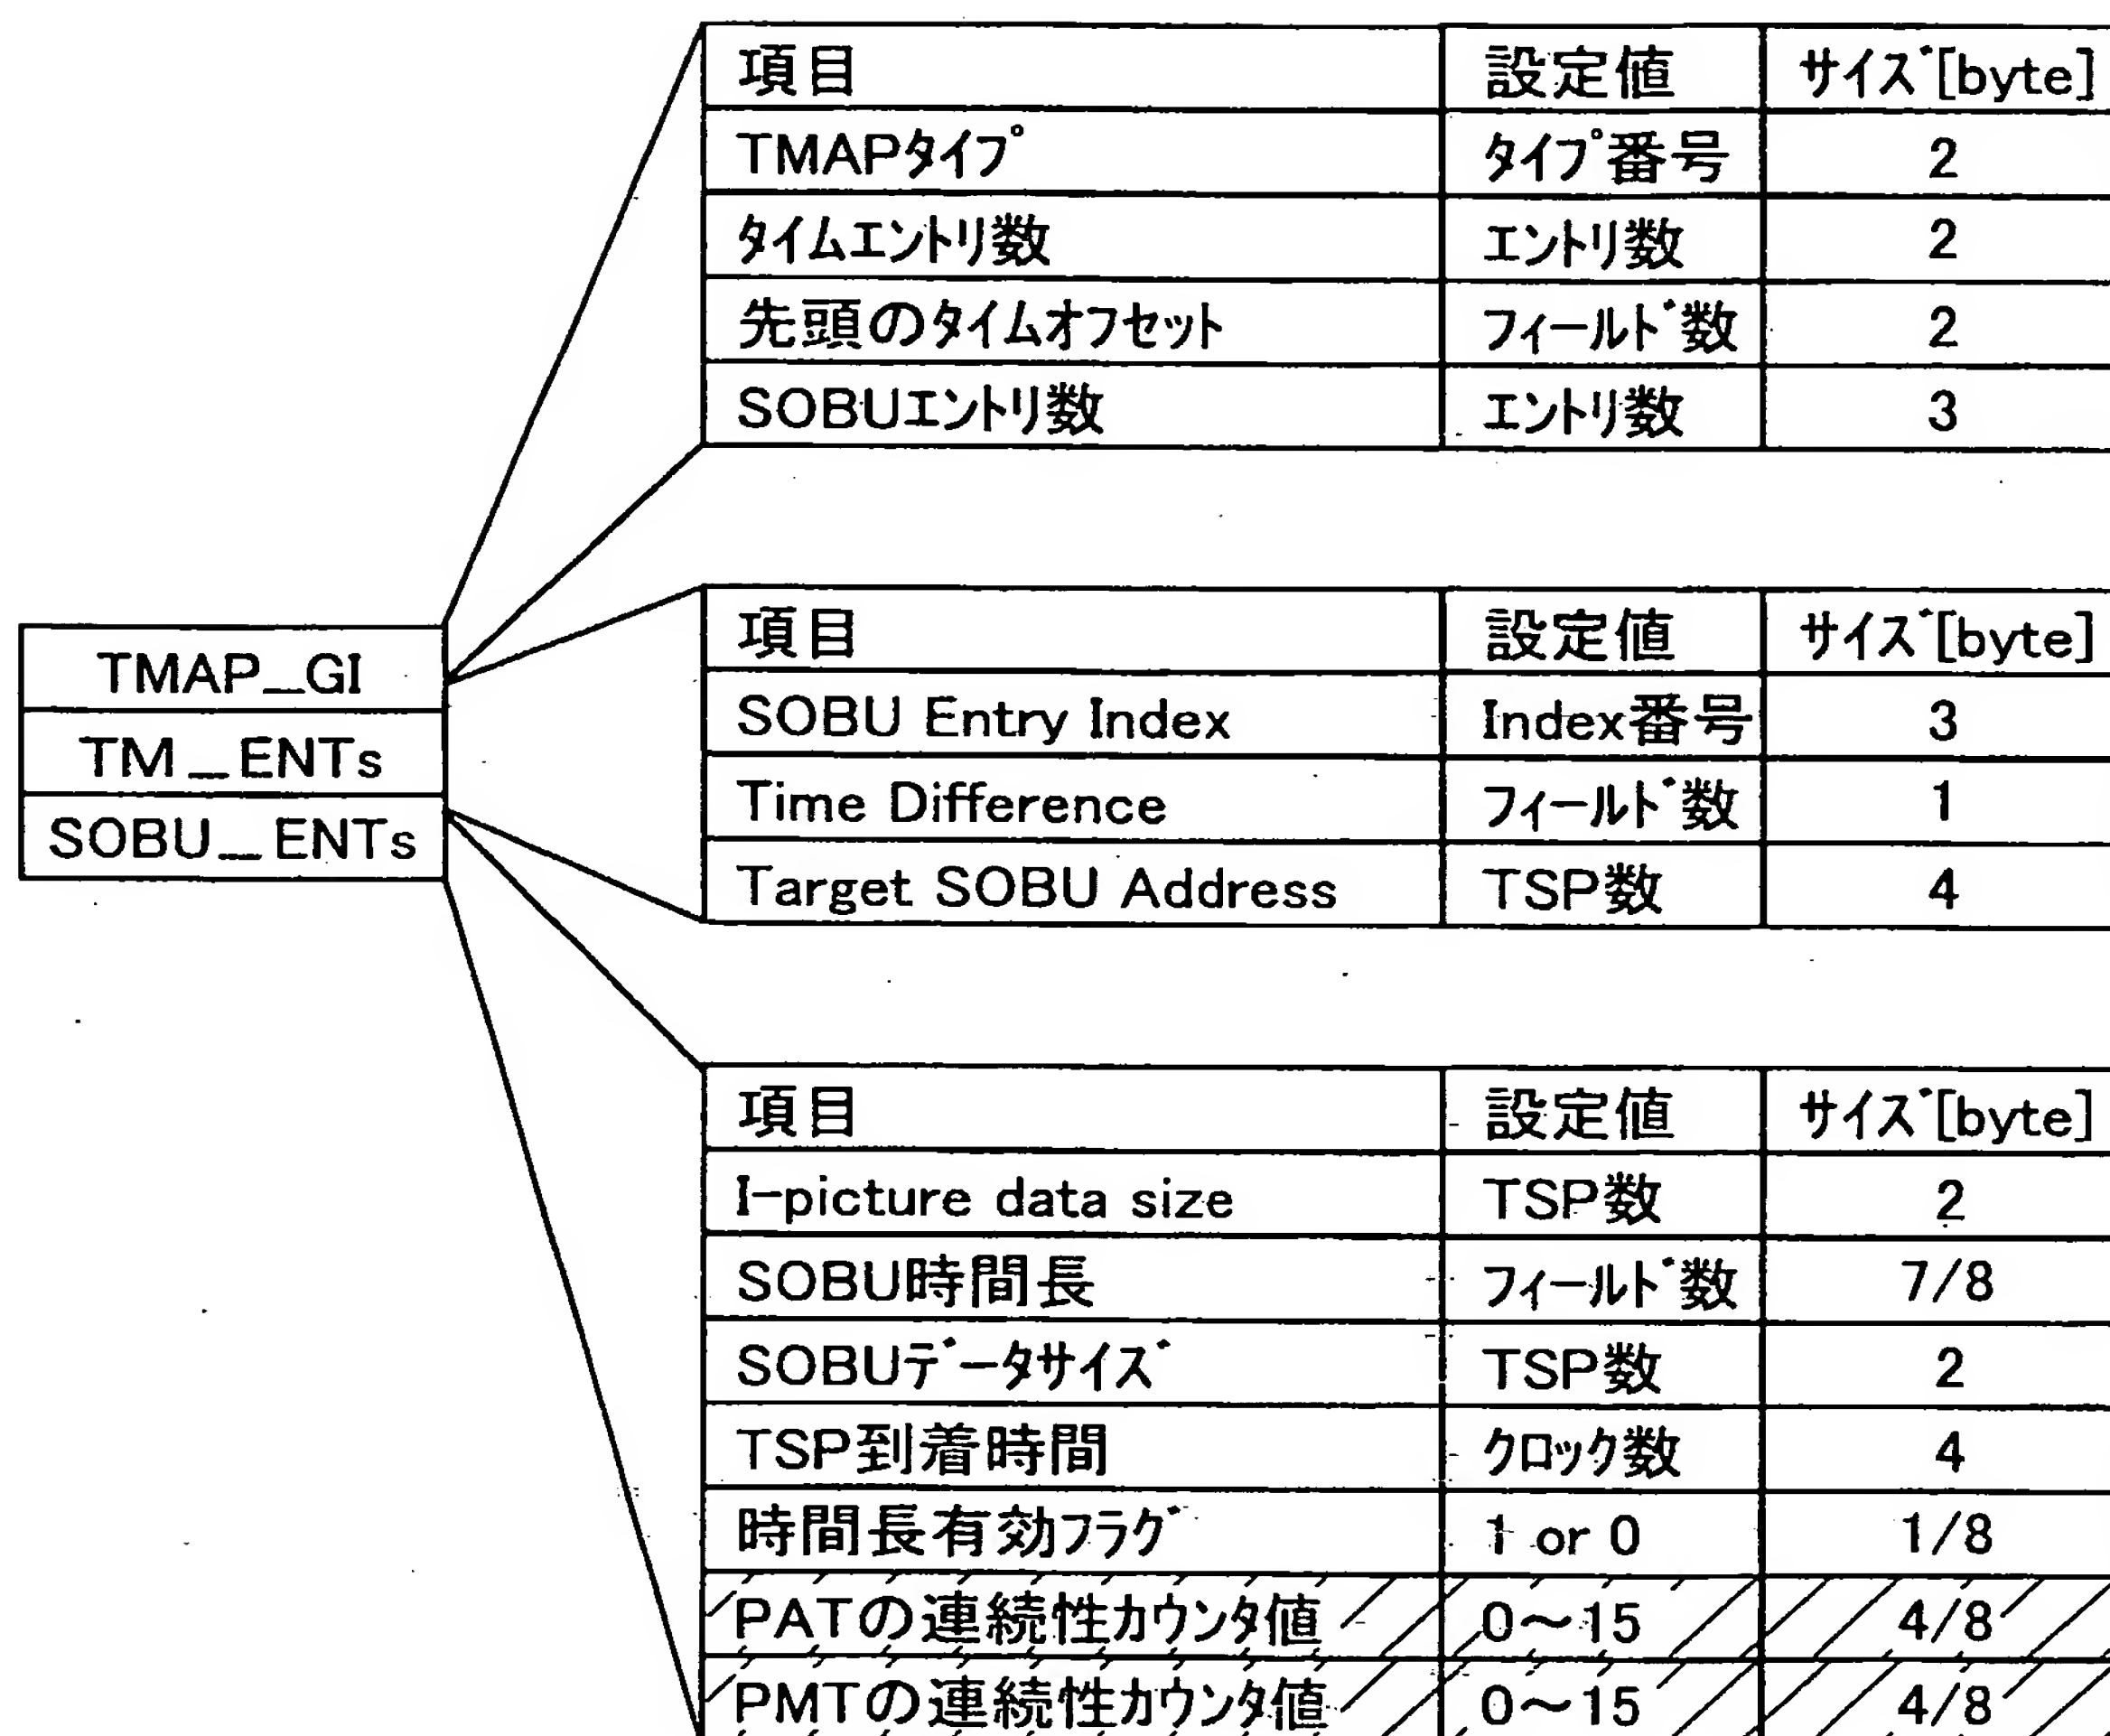 項目 設定値 サイズ[byte]
TMAPタイプ タイプ番号 2
タイムエントリ数 エントリ数 2
先頭のタイムオフセット フィールド数 2
SOBUエントリ数 エントリ数 3
TMAP_GI
TM_ENTs
SOBU_ENTs
項目 設定値 サイズ[byte]
SOBU Entry Index Index番号 3
Time Difference フィールド数 1
Target SOBU Address TSP数 4
項目 設定値 サイズ[byte]
I-picture data size TSP数 2
SOBU時間長 フィールド数 7/8
SOBUデータサイズ TSP数 2
TSP到着時間 クロック数 4
時間長有効フラグ 1 or 0 1/8
PATの連続性カウンタ値 0～15 4/8
PMTの連続性カウンタ値 0～15 4/8